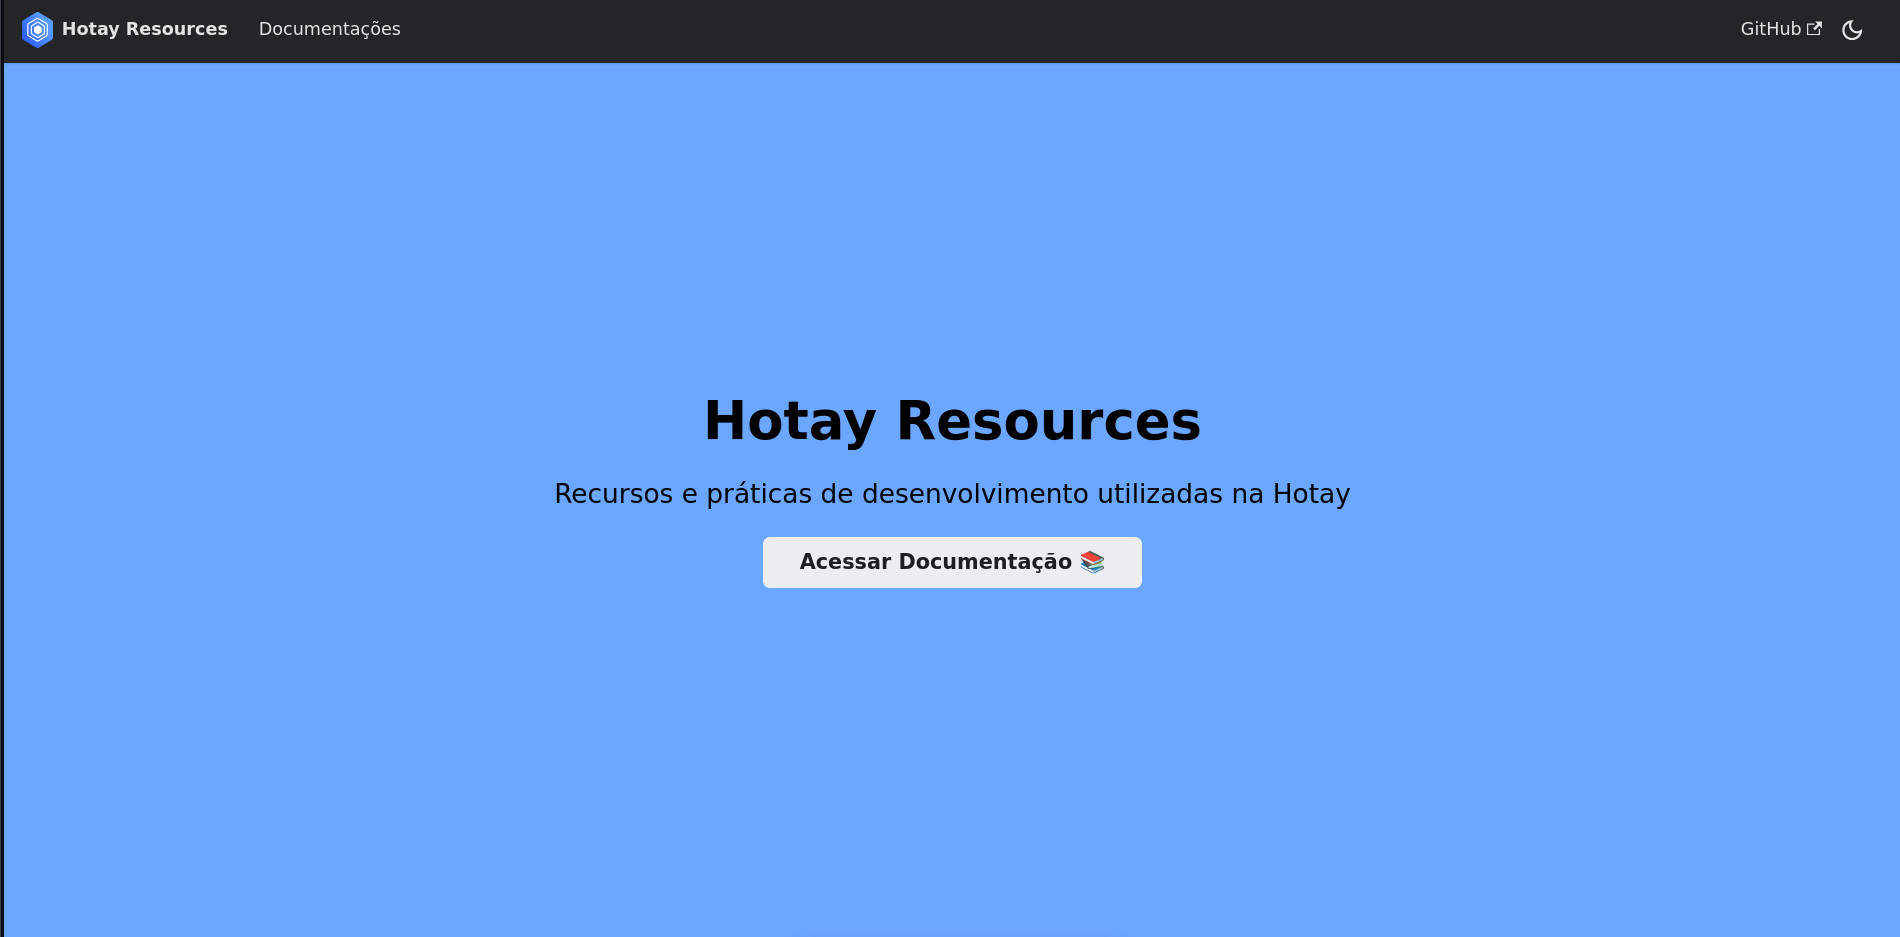 Hotay Resources Documentações GitHub
Hotay Resources
Recursos e práticas de desenvolvimento utilizadas na Hotay
Acessar Documentação 📚